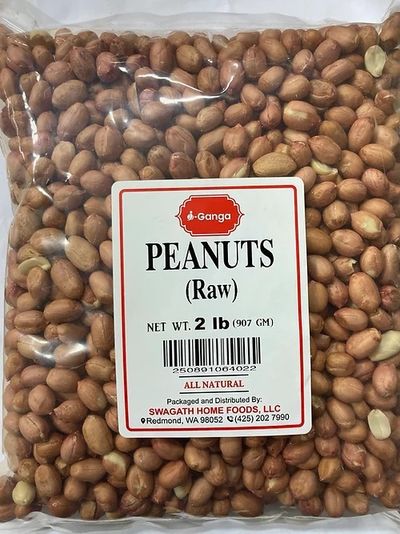 -Ganga
PEANUTS
(Raw)
NET WT. 2 lb (907 GM)
250891064022
ALL NATURAL
Packaged and Distributed By:
SWAGATH HOME FOODS, LLC
Redmond, WA 98052 (425) 202 7990